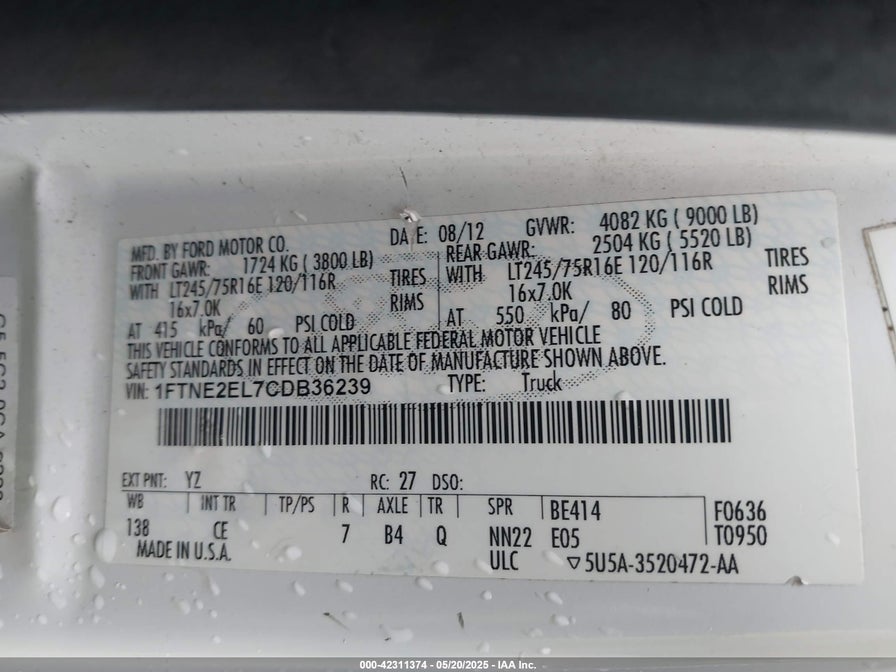 MFD. BY FORD MOTOR CO. DA E: 08/12 GVWR: 4082 KG ( 9000 LB)
FRONT GAWR: 1724 KG ( 3800 LB) REAR GAWR: 2504 KG ( 5520 LB)
WITH LT245/75R16E 120/116R TIRES WITH LT245/75R16E 120/116R TIRES
16x7.0K RIMS 16x7.0K RIMS
AT 415 kPa/ 60 PSI COLD AT 550 kPa/ 80 PSI COLD
THIS VEHICLE CONFORMS TO ALL APPLICABLE FEDERAL MOTOR VEHICLE
SAFETY STANDARDS IN EFFECT ON THE DATE OF MANUFACTURE SHOWN ABOVE.
VIN: 1FTNE2EL7CDB36239 TYPE: Truck
EXT PNT: YZ RC: 27 DSO:
WB INT TR TP/PS R AXLE TR SPR BE414 F0636
138 CE 7 B4 Q NN22 E05 T0950
MADE IN U.S.A. ULC ▽5U5A-3520472-AA
000-42311374 - 05/20/2025 - IAA Inc.